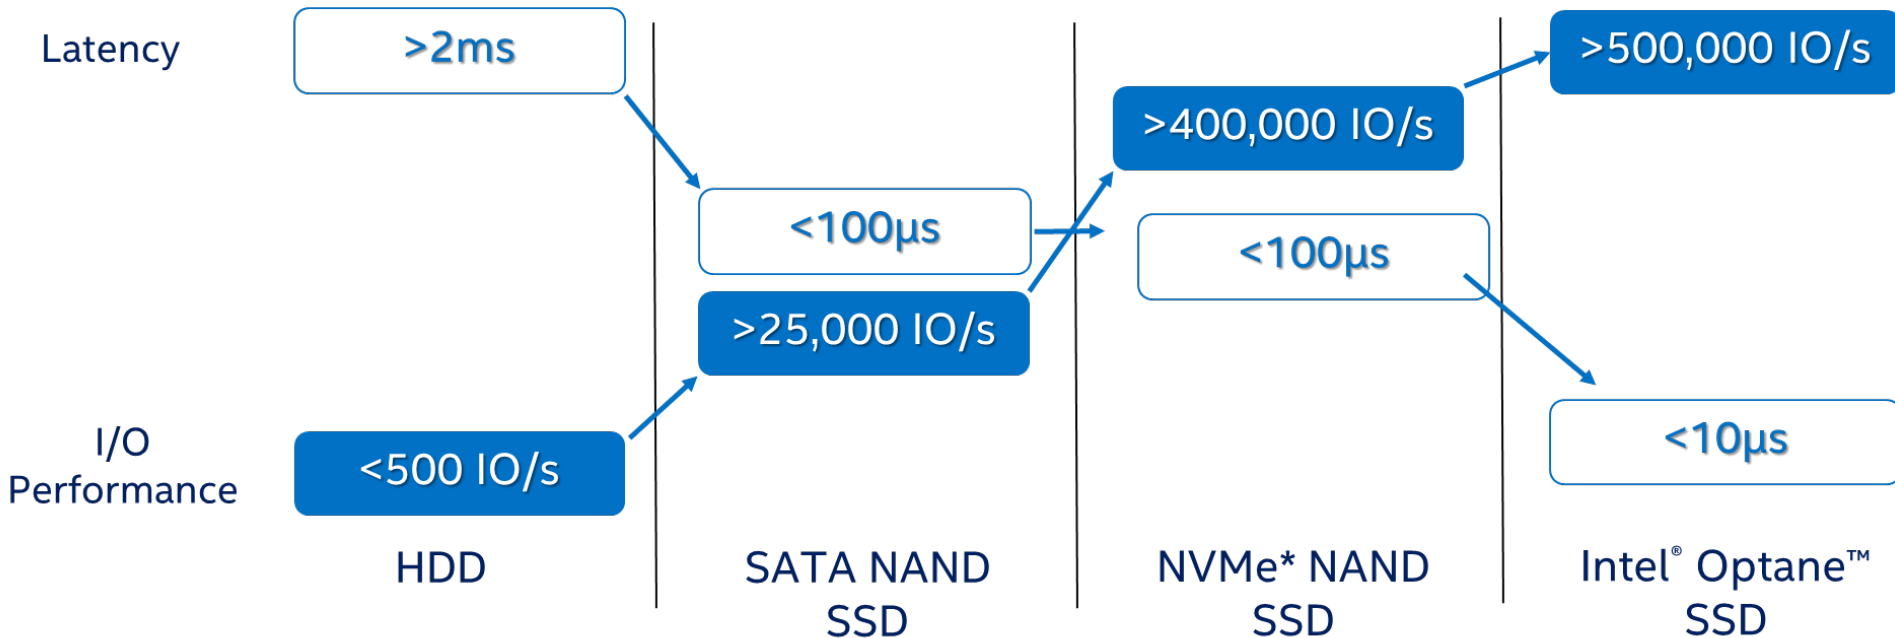 Latency
>2ms
>500,000 IO/s
>400,000 IO/s
<100µs
<100µs
>25,000 IO/s
I/O
Performance
<500 IO/s
<10µs
HDD
SATA NAND
SSD
NVMe* NAND
SSD
Intel® Optane™
SSD